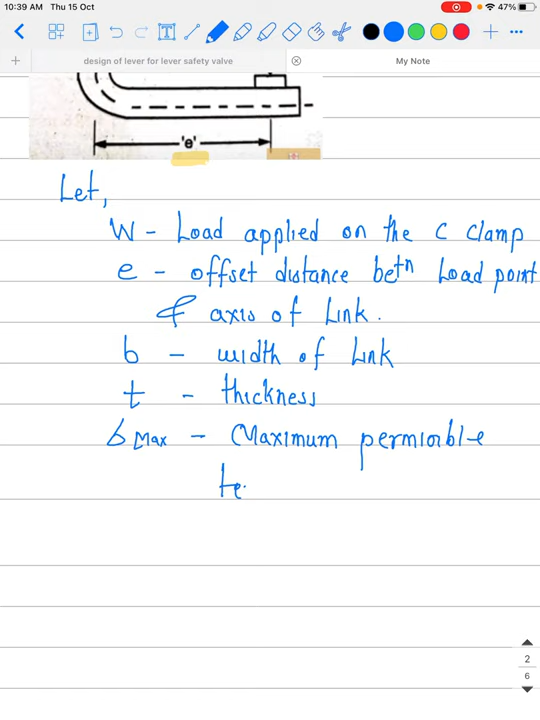 10:39 AM Thu 15 Oct
47%
design of lever for lever safety valve
My Note
'e'
Let,
W - Load applied on the C clamp
e - offset distance betn Load point
& axis of Link.
b - width of Link
t - thickness
σ Max - Maximum permissible
te
2
6